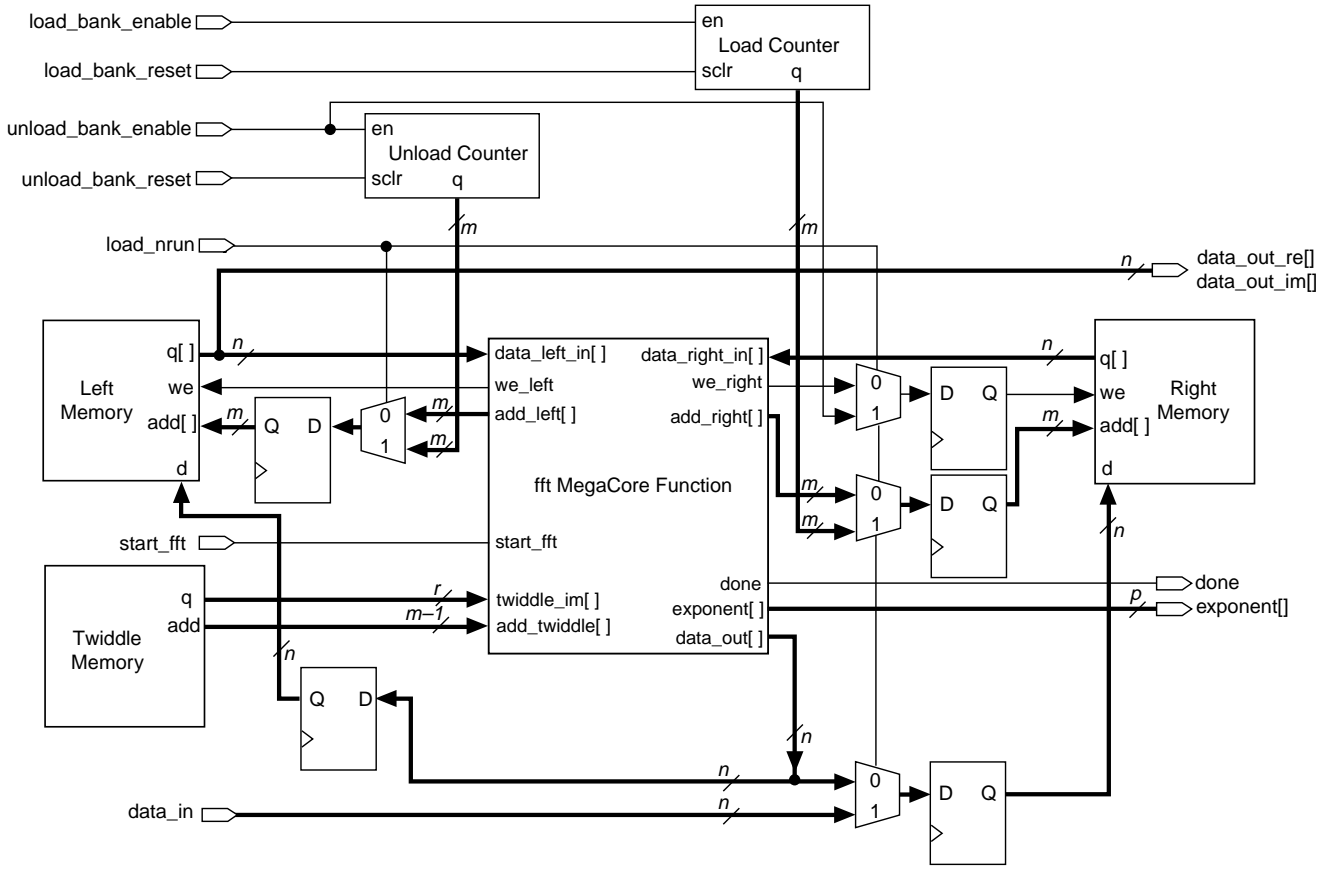 load_bank_enable
en
Load Counter
load_bank_reset
sclr
q
unload_bank_enable
en
Unload Counter
unload_bank_reset
sclr
q
m
m
load_nrun
n
data_out_re[]
data_out_im[]
q[ ]
n
data_left_in[ ]
data_right_in[ ]
n
q[ ]
Left
Memory
we
we_left
we_right
0
1
D
Q
we
Right
Memory
add[ ]
m
Q
D
0
1
m
m
add_left[ ]
add_right[ ]
m
add[ ]
d
d
fft MegaCore Function
m
m
0
1
D
Q
n
start_fft
start_fft
q
r
twiddle_im[ ]
done
done
add
m–1
add_twiddle[ ]
exponent[ ]
p
exponent[]
Twiddle
Memory
n
data_out[ ]
Q
D
n
n
0
1
D
Q
data_in
n